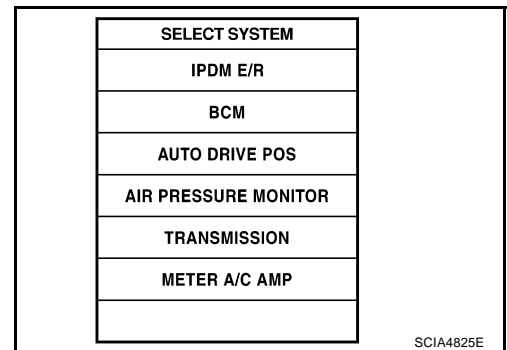 SELECT SYSTEM
IPDM E/R
BCM
AUTO DRIVE POS
AIR PRESSURE MONITOR
TRANSMISSION
METER A/C AMP
SCIA4825E